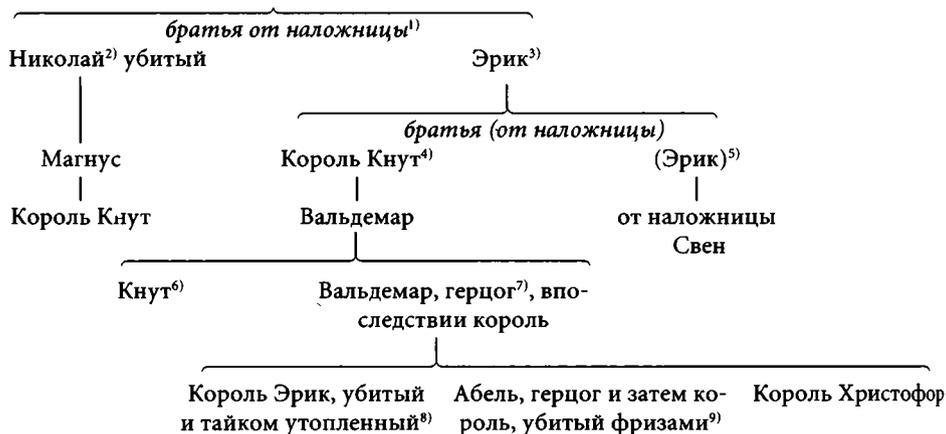 братья от наложницы¹⁾
Николай²⁾ убитый Эрик³⁾
братья (от наложницы)
Магнус Король Кнут⁴⁾ (Эрик)⁵⁾
Король Кнут Вальдемар от наложницы
Свен
Кнут⁶⁾ Вальдемар, герцог⁷⁾, впо-
следствии король
Король Эрик, убитый Абель, герцог и затем ко- Король Христофор
и тайком утопленный⁸⁾ роль, убитый фризами⁹⁾